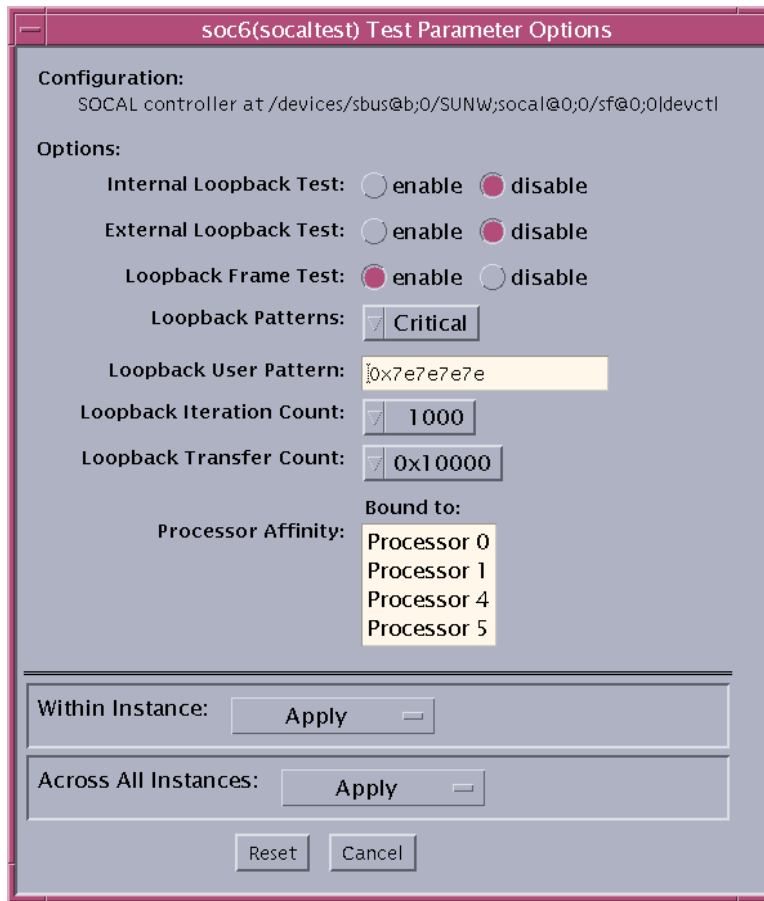 soc6(socaltest) Test Parameter Options
Configuration:
SOCAL controller at /devices/sbus@b;0/SUNW;socal@0;0/sf@0;0|devctl
Options:
Internal Loopback Test: enable disable
External Loopback Test: enable disable
Loopback Frame Test: enable disable
Loopback Patterns: Critical
Loopback User Pattern: 0x7e7e7e7e
Loopback Iteration Count: 1000
Loopback Transfer Count: 0x10000
Bound to:
Processor Affinity:
Processor 0
Processor 1
Processor 4
Processor 5
Within Instance: Apply
Across All Instances: Apply
Reset Cancel